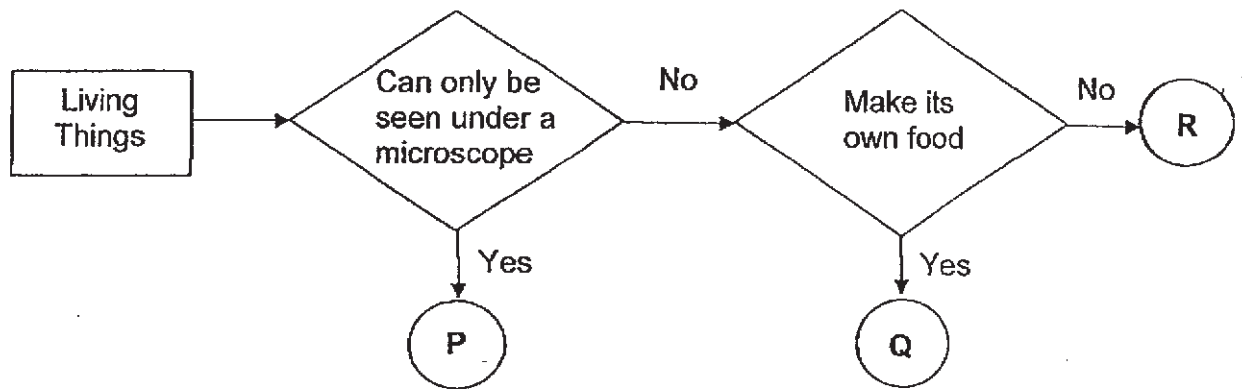 Living
Things
Can only be
seen under a
microscope
No
Make its
own food
No
R
Yes
P
Yes
Q